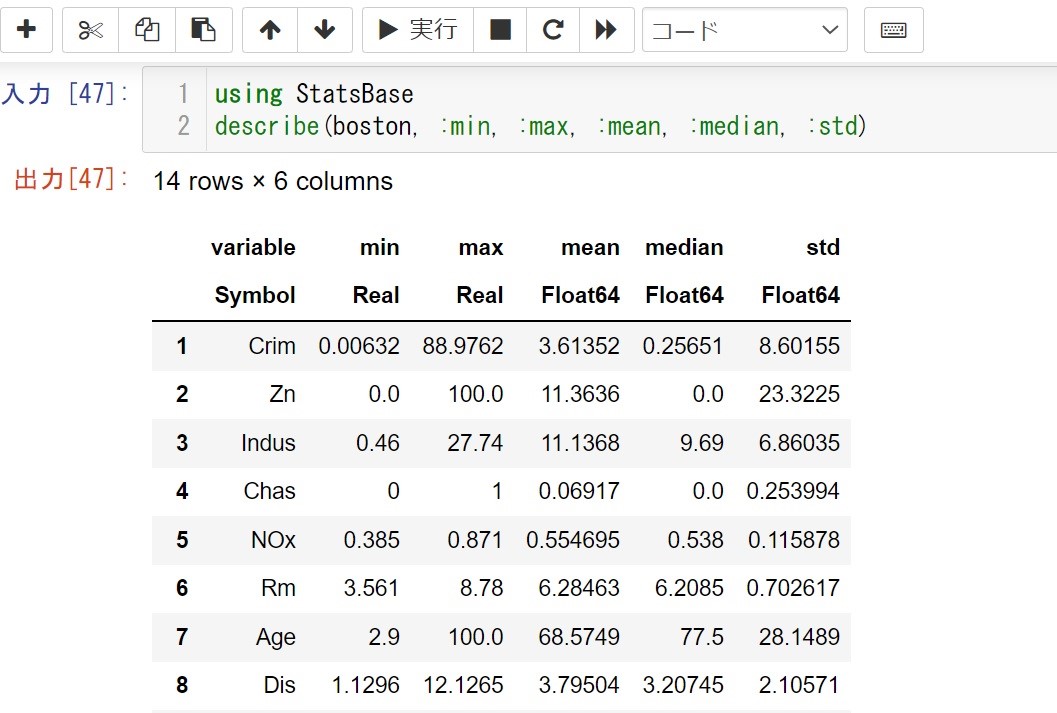 実行 コード
入力 [47]:
1 using StatsBase
2 describe(boston, :min, :max, :mean, :median, :std)
出力[47]: 14 rows × 6 columns
variable min max mean median std
Symbol Real Real Float64 Float64 Float64
1 Crim 0.00632 88.9762 3.61352 0.25651 8.60155
2 Zn 0.0 100.0 11.3636 0.0 23.3225
3 Indus 0.46 27.74 11.1368 9.69 6.86035
4 Chas 0 1 0.06917 0.0 0.253994
5 NOx 0.385 0.871 0.554695 0.538 0.115878
6 Rm 3.561 8.78 6.28463 6.2085 0.702617
7 Age 2.9 100.0 68.5749 77.5 28.1489
8 Dis 1.1296 12.1265 3.79504 3.20745 2.10571